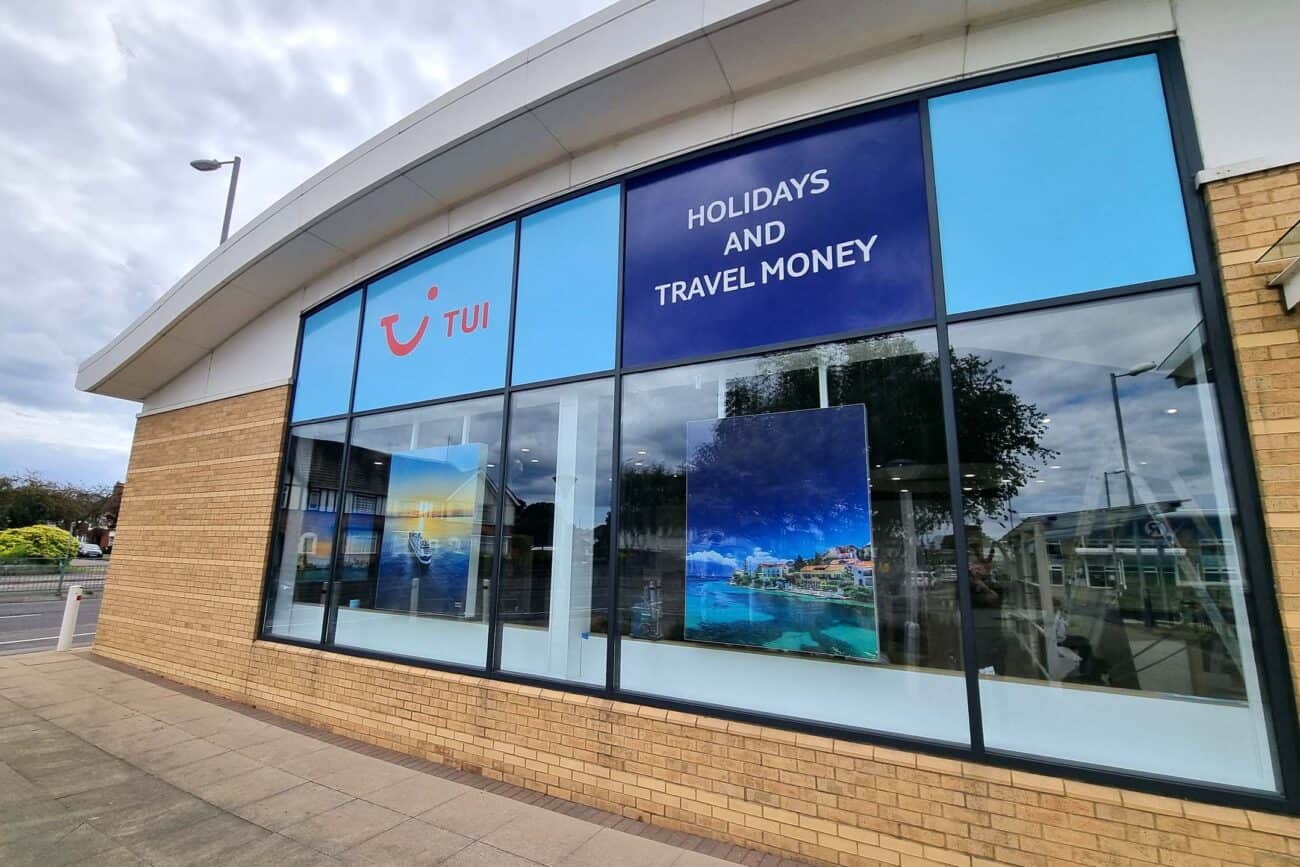 TUI
HOLIDAYS
AND
TRAVEL MONEY